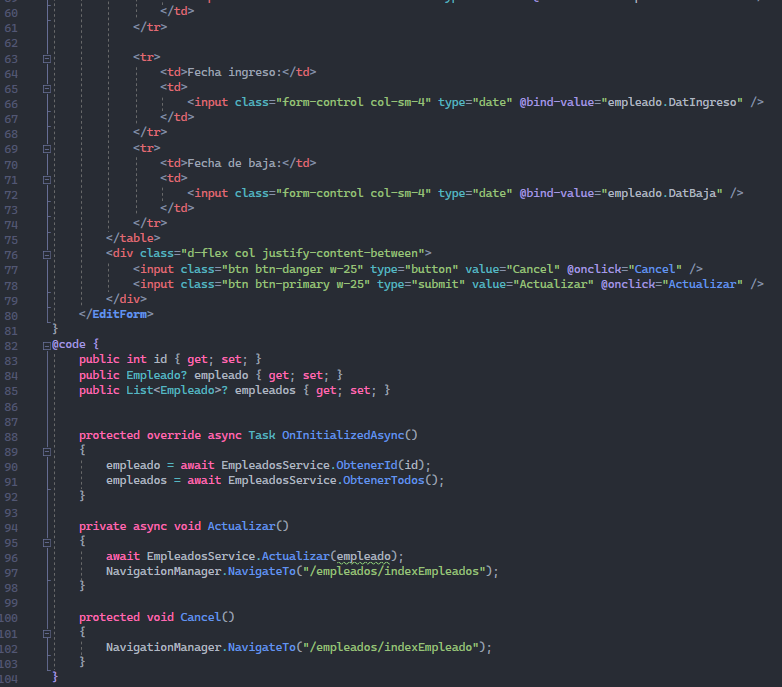 60 </td>
61 </tr>
62
63 <tr>
64 <td>Fecha ingreso:</td>
65 <td>
66 <input class="form-control col-sm-4" type="date" @bind-value="empleado.DatIngreso" />
67 </td>
68 </tr>
69 <tr>
70 <td>Fecha de baja:</td>
71 <td>
72 <input class="form-control col-sm-4" type="date" @bind-value="empleado.DatBaja" />
73 </td>
74 </tr>
75 </table>
76 <div class="d-flex col justify-content-between">
77 <input class="btn btn-danger w-25" type="button" value="Cancel" @onclick="Cancel" />
78 <input class="btn btn-primary w-25" type="submit" value="Actualizar" @onclick="Actualizar" />
79 </div>
80 </EditForm>
81 }
82 @code {
83 public int id { get; set; }
84 public Empleado? empleado { get; set; }
85 public List<Empleado>? empleados { get; set; }
86
87
88 protected override async Task OnInitializedAsync()
89 {
90 empleado = await EmpleadosService.ObtenerId(id);
91 empleados = await EmpleadosService.ObtenerTodos();
92 }
93
94 private async void Actualizar()
95 {
96 await EmpleadosService.Actualizar(empleado);
97 NavigationManager.NavigateTo("/empleados/indexEmpleados");
98 }
99
100 protected void Cancel()
101 {
102 NavigationManager.NavigateTo("/empleados/indexEmpleado");
103 }
104 }